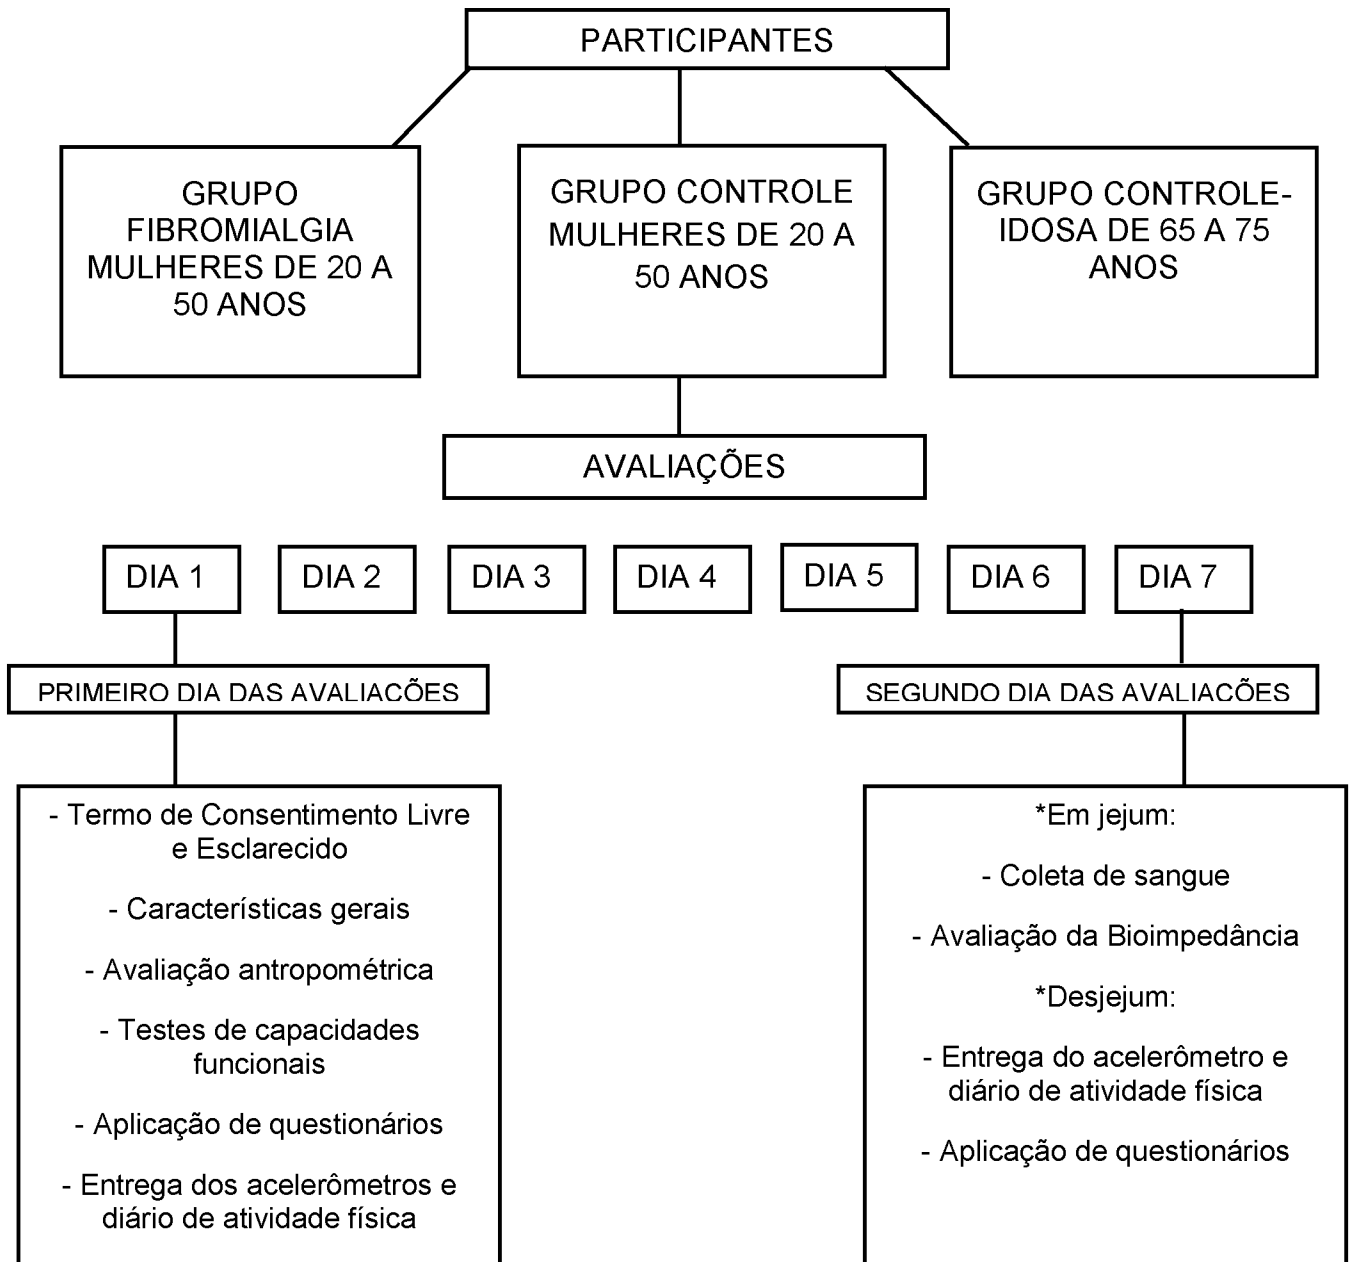 PARTICIPANTES
GRUPO
FIBROMIALGIA
MULHERES DE 20 A
50 ANOS
GRUPO CONTROLE
MULHERES DE 20 A
50 ANOS
GRUPO CONTROLE-
IDOSA DE 65 A 75
ANOS
AVALIAÇÕES
DIA 1
DIA 2
DIA 3
DIA 4
DIA 5
DIA 6
DIA 7
PRIMEIRO DIA DAS AVALIAÇÕES
SEGUNDO DIA DAS AVALIAÇÕES
- Termo de Consentimento Livre
e Esclarecido
- Características gerais
- Avaliação antropométrica
- Testes de capacidades
funcionais
- Aplicação de questionários
- Entrega dos acelerômetros e
diário de atividade física
*Em jejum:
- Coleta de sangue
- Avaliação da Bioimpedância
*Desjejum:
- Entrega do acelerômetro e
diário de atividade física
- Aplicação de questionários